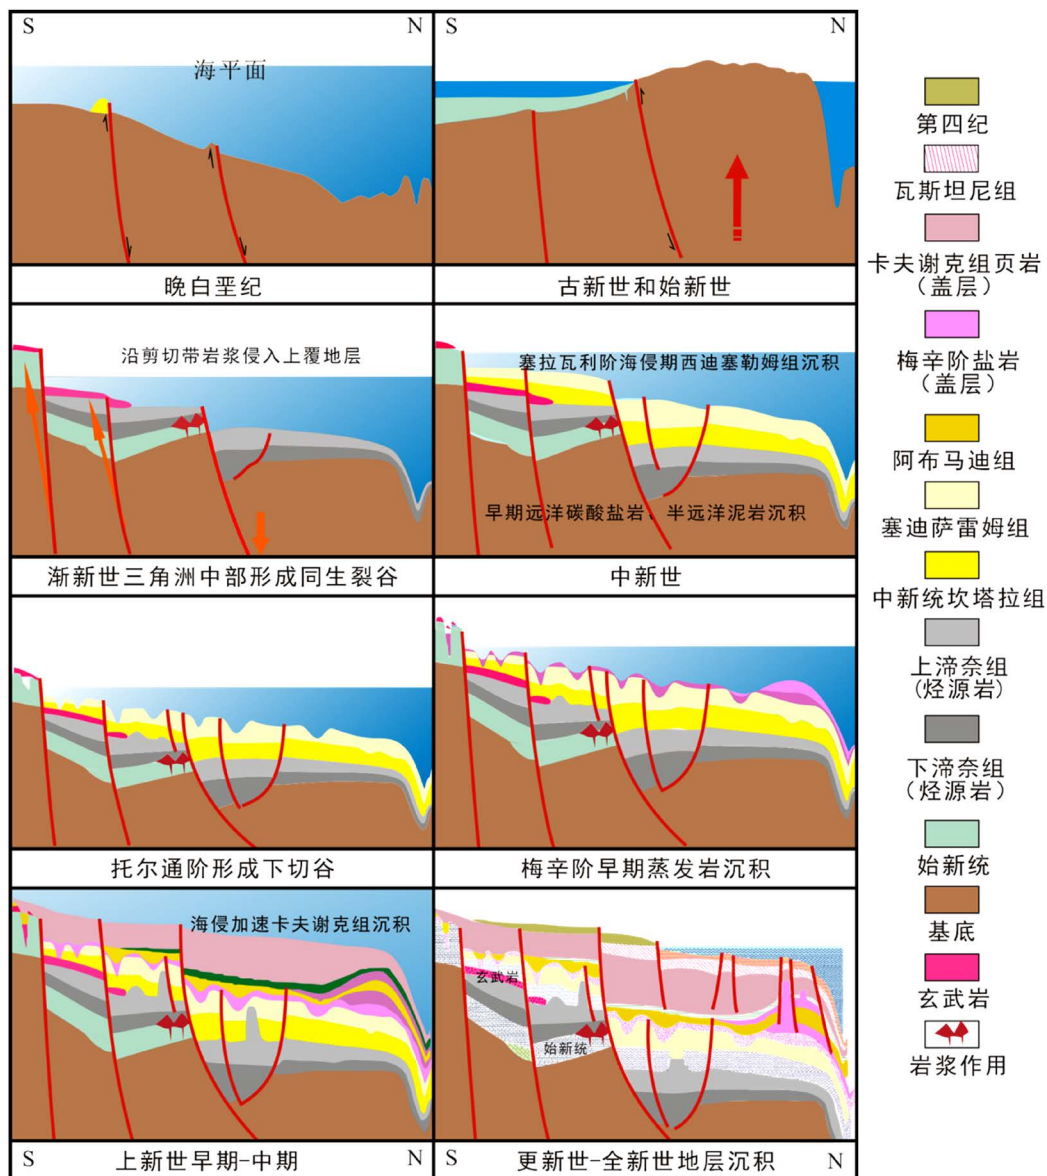 S
N
海平面
晚白垩纪
S
N
古新世和始新世
沿剪切带岩浆侵入上覆地层
渐新世三角洲中部形成同生裂谷
塞拉瓦利阶海侵期西迪塞勒姆组沉积
早期远洋碳酸盐岩、半远洋泥岩沉积
中新世
托尔通阶形成下切谷
梅辛阶早期蒸发岩沉积
海侵加速卡夫谢克组沉积
S
上新世早期-中期
N
玄武岩
始新统
S
更新世-全新世地层沉积
N
第四纪
瓦斯坦尼组
卡夫谢克组页岩
（盖层）
梅辛阶盐岩
（盖层）
阿布马迪组
塞迪萨雷姆组
中新统坎塔拉组
上渧奈组
(烃源岩)
下渧奈组
（烃源岩）
始新统
基底
玄武岩
岩浆作用